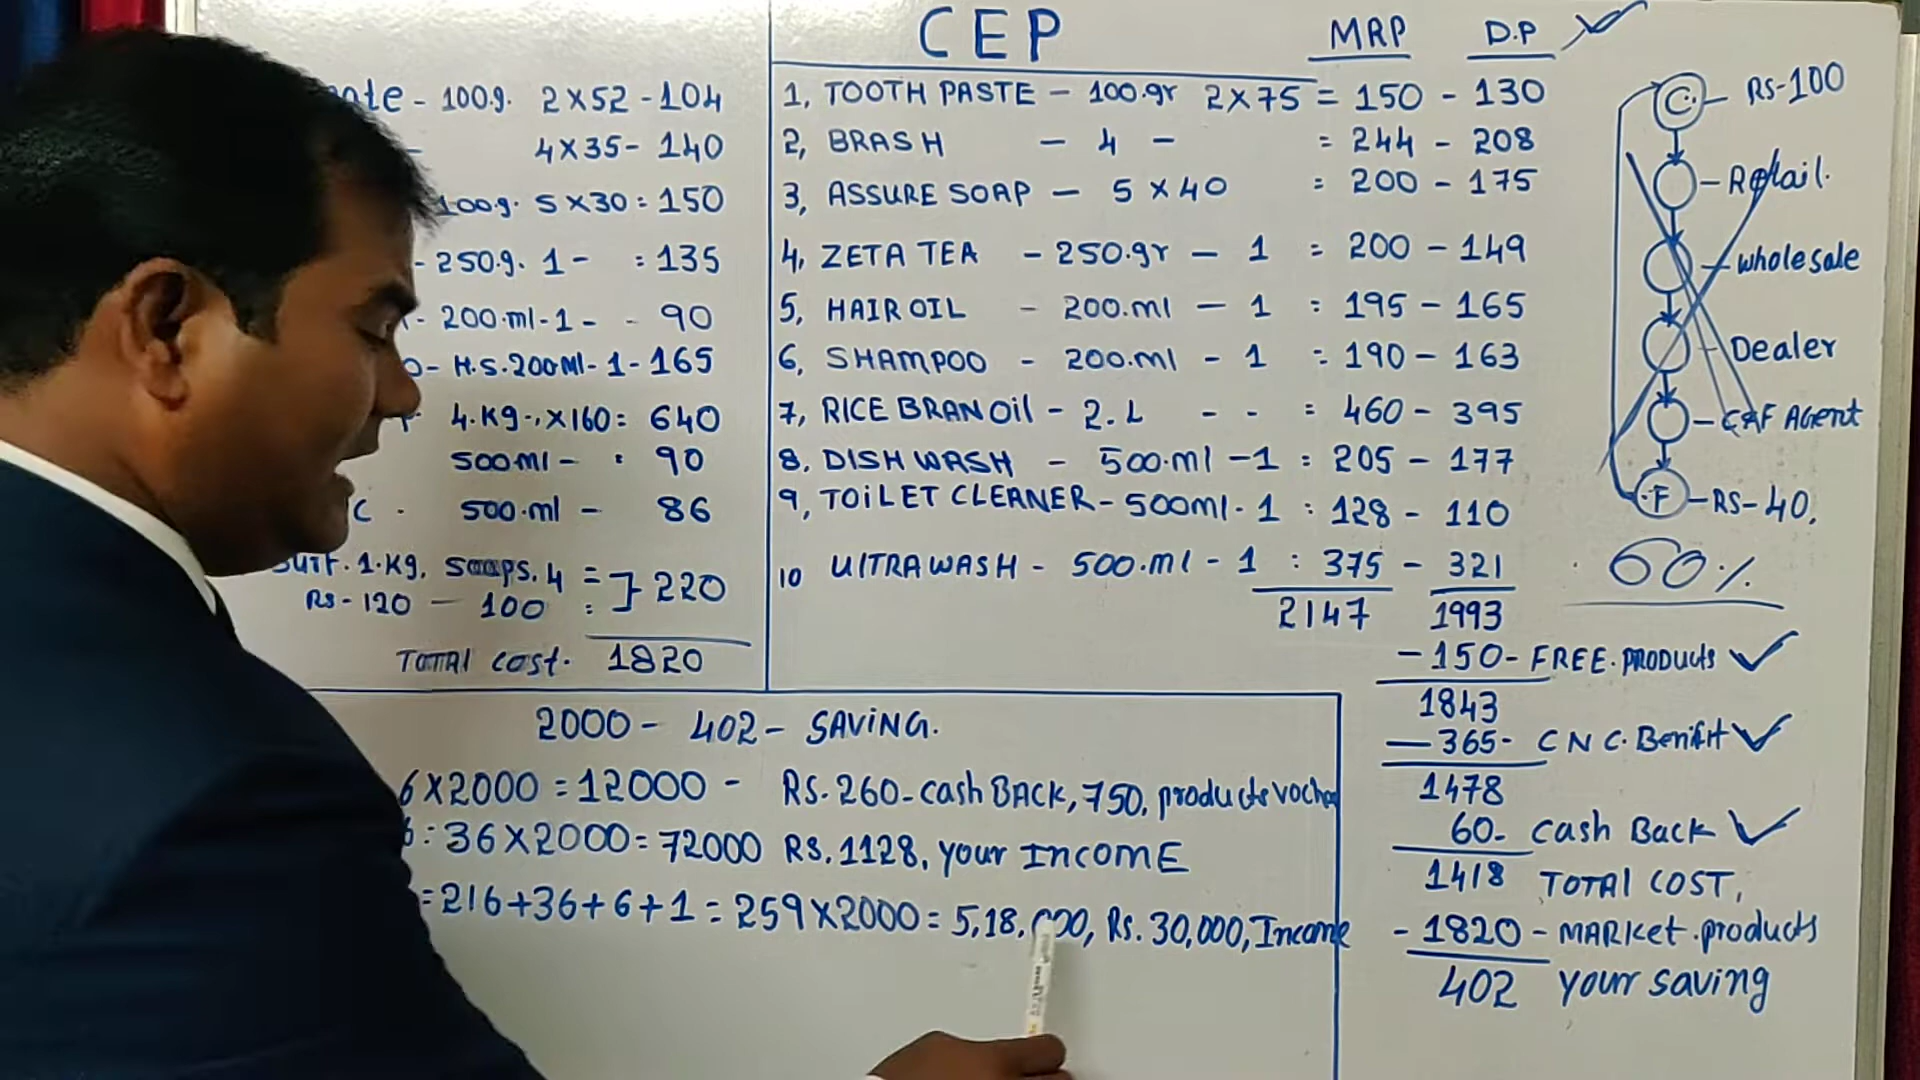 CEP MRP D.P
100.g. 2X52-104
4X35-140
100.g. 5X30=150
- 250.g. 1- :135
- 200.ml-1- - 90
- H.S.200Ml-1-165
4.Kg-,X160= 640
500ml- : 90
C . 500.ml - 86
Surf.1.Kg, soaps.4 = ] 220
Rs-120 - 100 :
TOTAl cost. 1820
1, TOOTH PASTE - 100.gr 2X75 = 150 - 130
2, BRASH - 4 - = 244 - 208
3, ASSURE SOAP - 5X40 = 200 - 175
4, ZETA TEA - 250.gr - 1 = 200 - 149
5, HAIR OIL - 200.ml - 1 : 195 - 165
6, SHAMPOO - 200.ml - 1 = 190 - 163
7, RICE BRAN Oil - 2.L - - = 460 - 395
8, DISH WASH - 500.ml -1 = 205 - 177
9, TOiLET CLEANER - 500ml.1 : 128 - 110
10 UlTRA WASH - 500.ml - 1 : 375 - 321
2147 1993
-150- FREE.PRODUCts
1843
-365- C N C. Benifit
1478
60- Cash Back
1418 TOTAl COST,
-1820- MARKet.products
402 your saving
C. - RS-100
- Retail.
- wholesale
- Dealer
- C&F Agent
.F - RS-40.
60%
2000- 402- SAViNG.
6X2000=12000- RS.260-cash BACK,750,products
: 36X2000=72000 RS.1128, your INCOME
=216+36+6+1=259X2000=5,18,000, Rs.30,000,Income